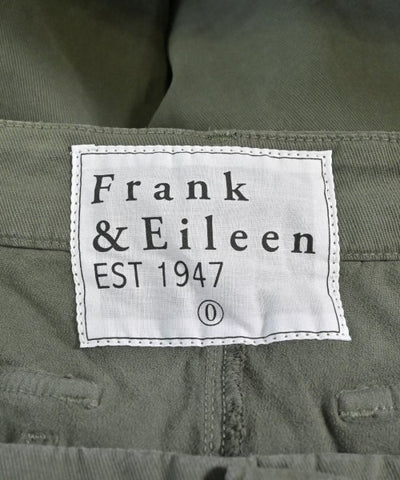 Frank
& Eileen
EST 1947
0